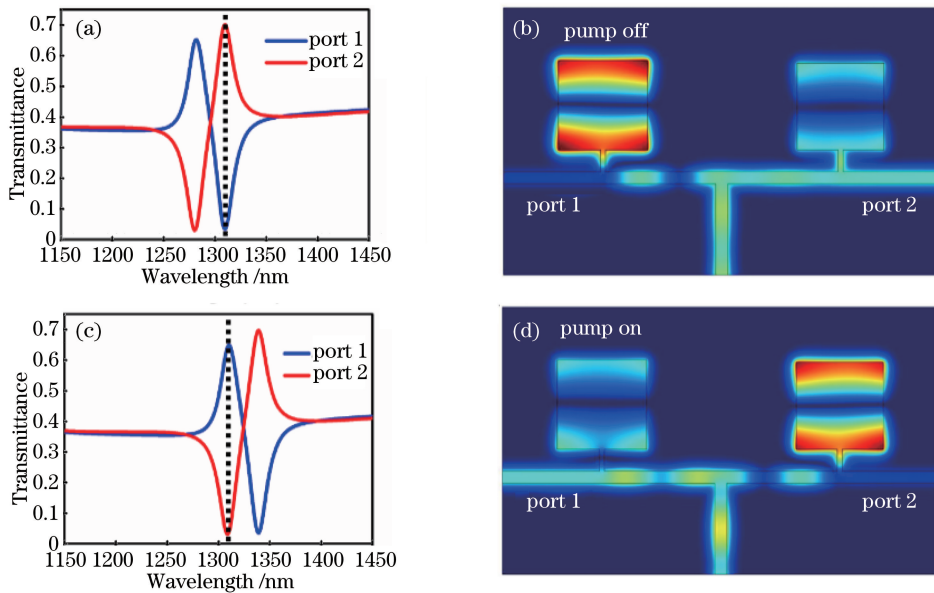 (a)
port 1
port 2
0.7
0.6
0.5
0.4
0.3
0.2
0.1
0
Transmittance
1150 1200 1250 1300 1350 1400 1450
Wavelength /nm
(b)
pump off
port 1
port 2
(c)
port 1
port 2
0.7
0.6
0.5
0.4
0.3
0.2
0.1
0
Transmittance
1150 1200 1250 1300 1350 1400 1450
Wavelength /nm
(d)
pump on
port 1
port 2